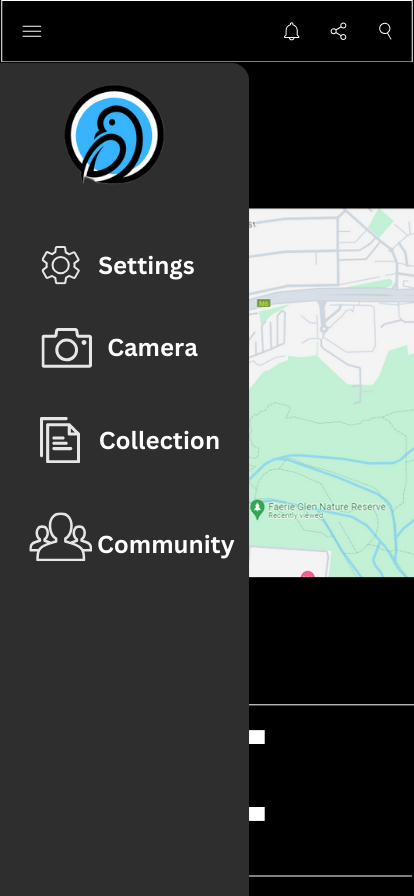 Settings
Camera
Collection
Community
M6
Faerie Glen Nature Reserve
Recently viewed